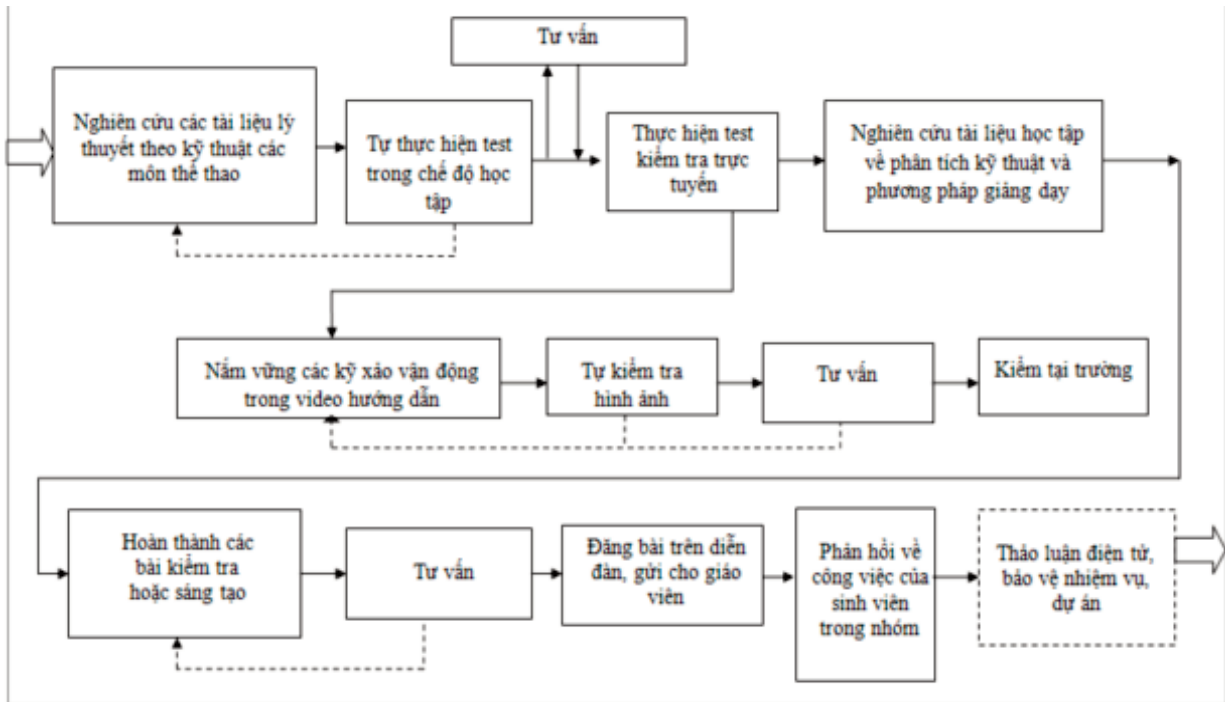 Tư vấn
Nghiên cứu các tài liệu lý
thuyết theo kỹ thuật các
môn thể thao
Tự thực hiện test
trong chế độ học
tập
Thực hiện test
kiểm tra trực
tuyến
Nghiên cứu tài liệu học tập
về phân tích kỹ thuật và
phương pháp giảng dạy
Nắm vững các kỹ xảo vận động
trong video hướng dẫn
Tự kiểm tra
hình ảnh
Tư vấn
Kiểm tại trường
Hoàn thành các
bài kiểm tra
hoặc sáng tạo
Tư vấn
Đăng bài trên diễn
đàn, gửi cho giáo
viên
Phản hồi về
công việc của
sinh viên
trong nhóm
Thảo luận điện tử,
bảo vệ nhiệm vụ,
dự án